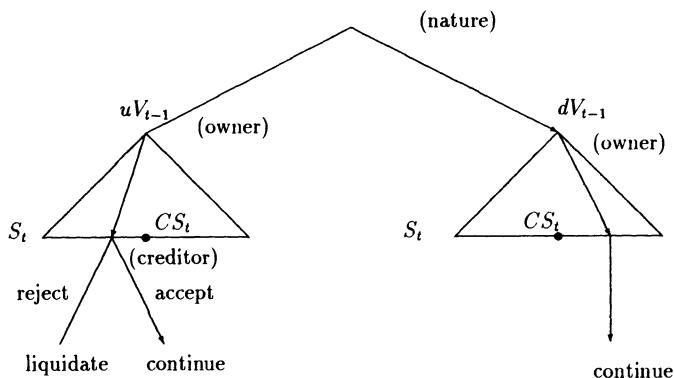 (nature)
uV_{t-1}
dV_{t-1}
(owner)
(owner)
S_t
CS_t
S_t
CS_t
(creditor)
reject
accept
liquidate
continue
continue